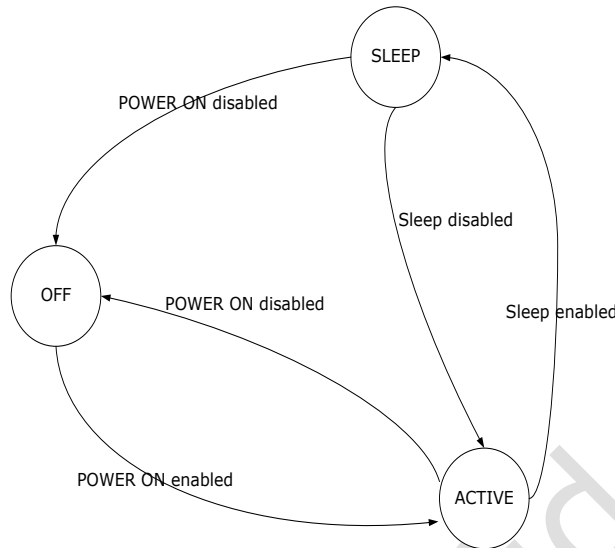 SLEEP
POWER ON disabled
Sleep disabled
OFF
POWER ON disabled
Sleep enabled
POWER ON enabled
ACTIVE